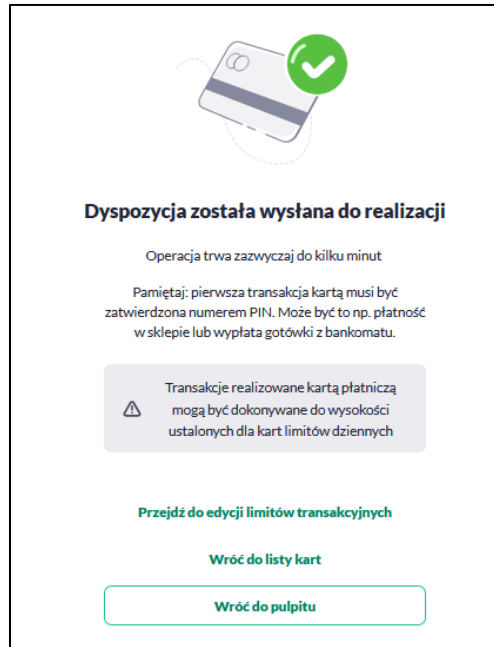 Dyspozycja została wysłana do realizacji
Operacja trwa zazwyczaj do kilku minut
Pamiętaj: pierwsza transakcja kartą musi być
zatwierdzona numerem PIN. Może być to np. płatność
w sklepie lub wypłata gotówki z bankomatu.
Transakcje realizowane kartą płatniczą
mogą być dokonywane do wysokości
ustalonych dla kart limitów dziennych
Przejdź do edycji limitów transakcyjnych
Wróć do listy kart
Wróć do pulpitu